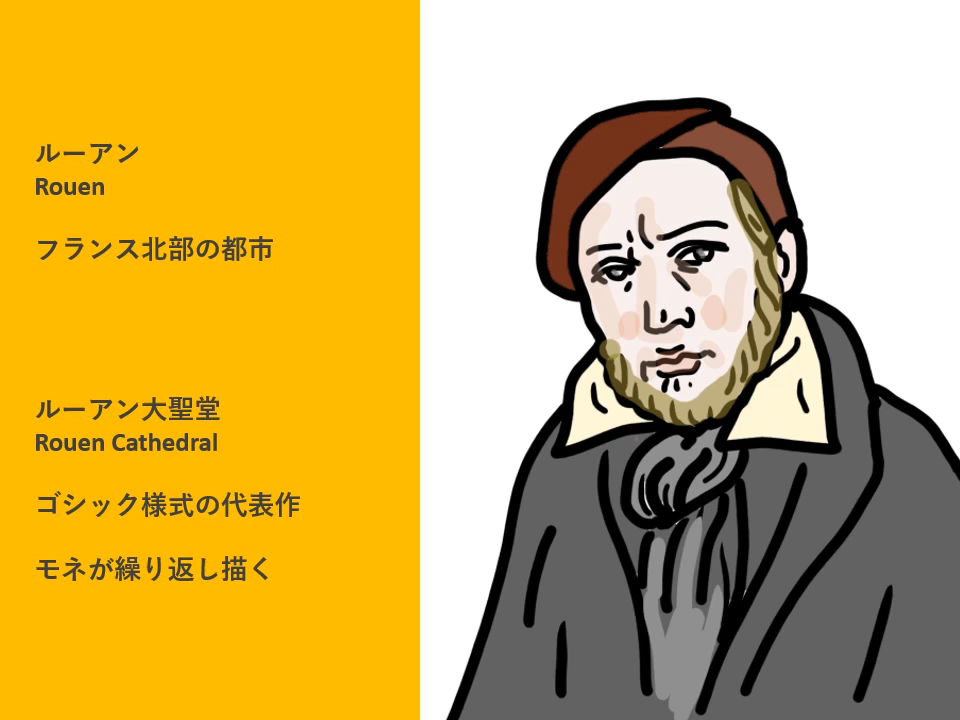 ルーアン
Rouen
フランス北部の都市
ルーアン大聖堂
Rouen Cathedral
ゴシック様式の代表作
モネが繰り返し描く